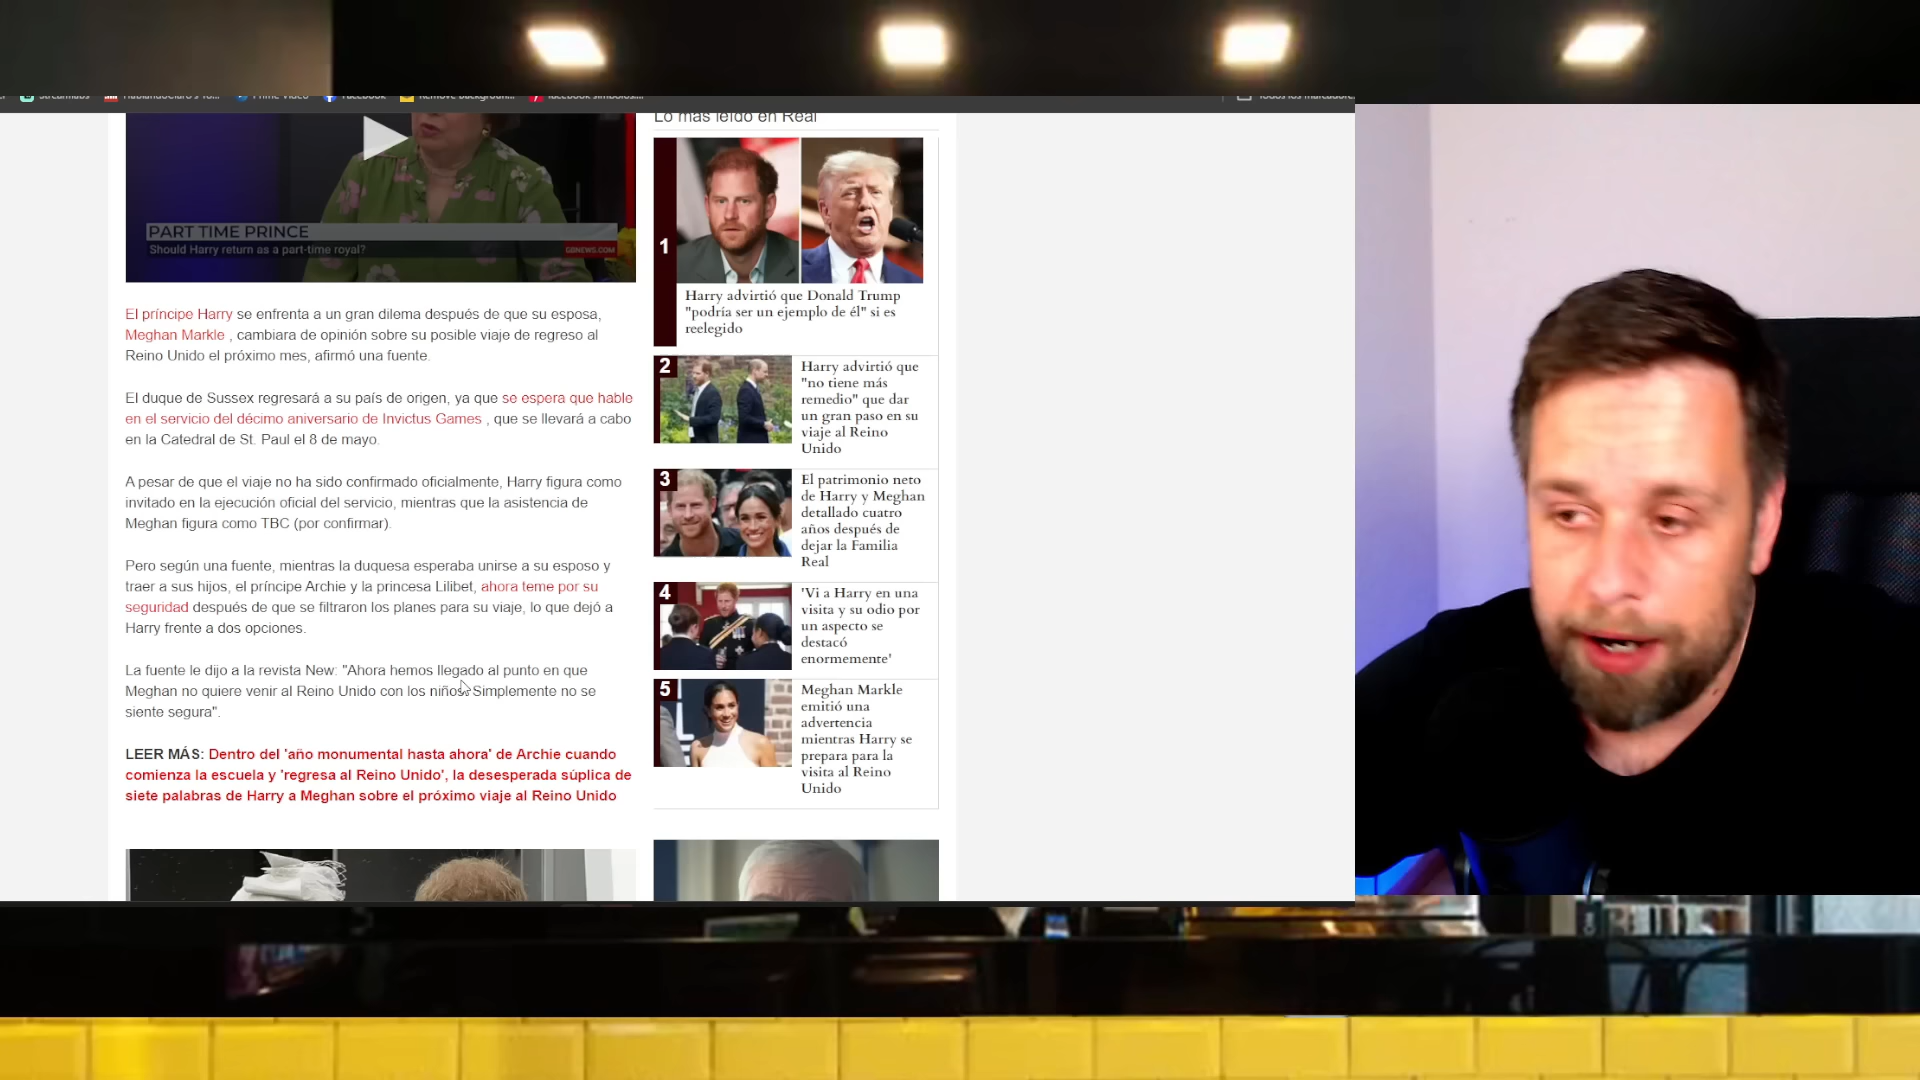 Streamlabs
HablandoClaro's Yo...
Prime Video
Facebook
Remove Backgroun...
Todos los marcadores
Lo más leído en Real
PART TIME PRINCE
Should Harry return as a part-time royal?
GBNEWS.COM
El príncipe Harry se enfrenta a un gran dilema después de que su esposa,
Meghan Markle , cambiara de opinión sobre su posible viaje de regreso al
Reino Unido el próximo mes, afirmó una fuente.
El duque de Sussex regresará a su país de origen, ya que se espera que hable
en el servicio del décimo aniversario de Invictus Games , que se llevará a cabo
en la Catedral de St. Paul el 8 de mayo.
A pesar de que el viaje no ha sido confirmado oficialmente, Harry figura como
invitado en la ejecución oficial del servicio, mientras que la asistencia de
Meghan figura como TBC (por confirmar).
Pero según una fuente, mientras la duquesa esperaba unirse a su esposo y
traer a sus hijos, el príncipe Archie y la princesa Lilibet, ahora teme por su
seguridad después de que se filtraron los planes para su viaje, lo que dejó a
Harry frente a dos opciones.
La fuente le dijo a la revista New: "Ahora hemos llegado al punto en que
Meghan no quiere venir al Reino Unido con los niños. Simplemente no se
siente segura".
LEER MÁS: Dentro del 'año monumental hasta ahora' de Archie cuando
comienza la escuela y 'regresa al Reino Unido', la desesperada súplica de
siete palabras de Harry a Meghan sobre el próximo viaje al Reino Unido
1
Harry advirtió que Donald Trump
"podría ser un ejemplo de él" si es
reelegido
2
Harry advirtió que
"no tiene más
remedio" que dar
un gran paso en su
viaje al Reino
Unido
3
El patrimonio neto
de Harry y Meghan
detallado cuatro
años después de
dejar la Familia
Real
4
'Vi a Harry en una
visita y su odio por
un aspecto se
destacó
enormemente'
5
Meghan Markle
emitió una
advertencia
mientras Harry se
prepara para la
visita al Reino
Unido